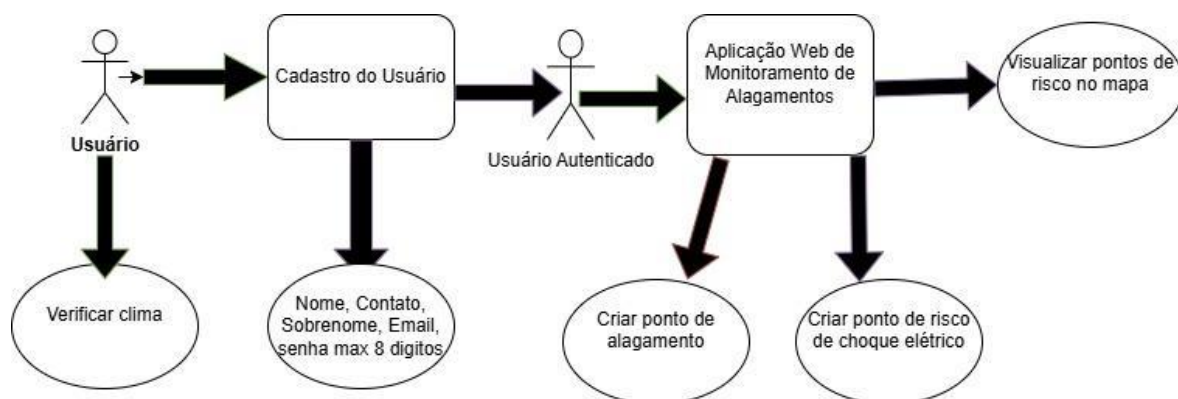 Usuário
Cadastro do Usuário
Usuário Autenticado
Aplicação Web de
Monitoramento de
Alagamentos
Visualizar pontos de
risco no mapa
Verificar clima
Nome, Contato,
Sobrenome, Email,
senha max 8 digitos
Criar ponto de
alagamento
Criar ponto de risco
de choque elétrico